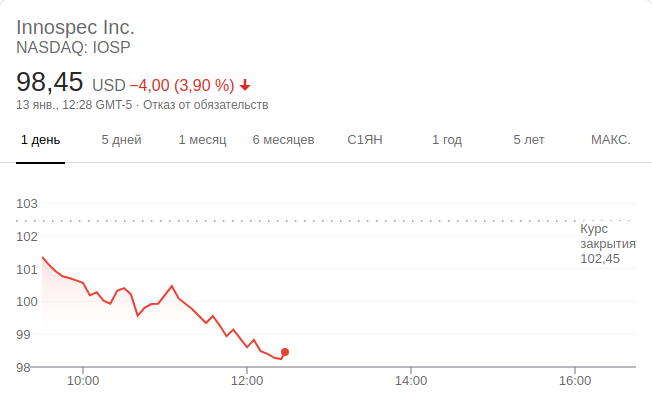 Innospec Inc.
NASDAQ: IOSP
98,45 USD −4,00 (3,90 %)
13 янв., 12:28 GMT-5 · Отказ от обязательств
1 день 5 дней 1 месяц 6 месяцев С1ЯН 1 год 5 лет МАКС.
103
102
101
100
99
98
Курс
закрытия
102,45
10:00 12:00 14:00 16:00